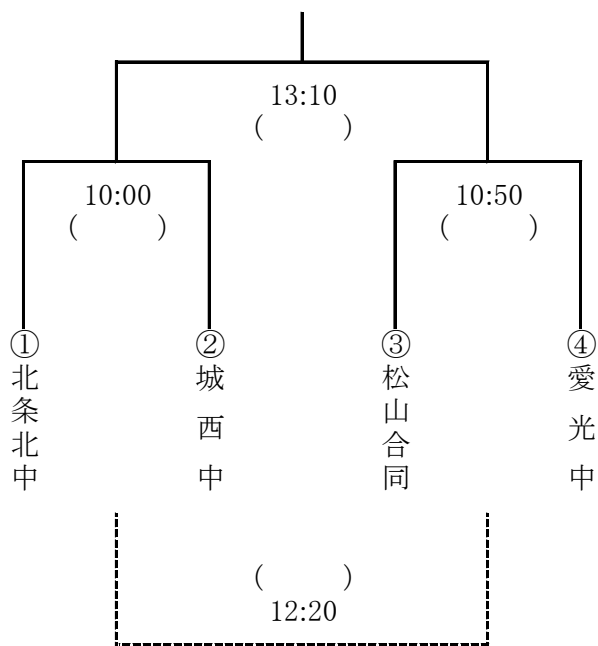 13:10
(　　　)
10:00
(　　　)
10:50
(　　　)
①北条北中
②城西中
③松山合同
④愛光中
(　　　)
12:20